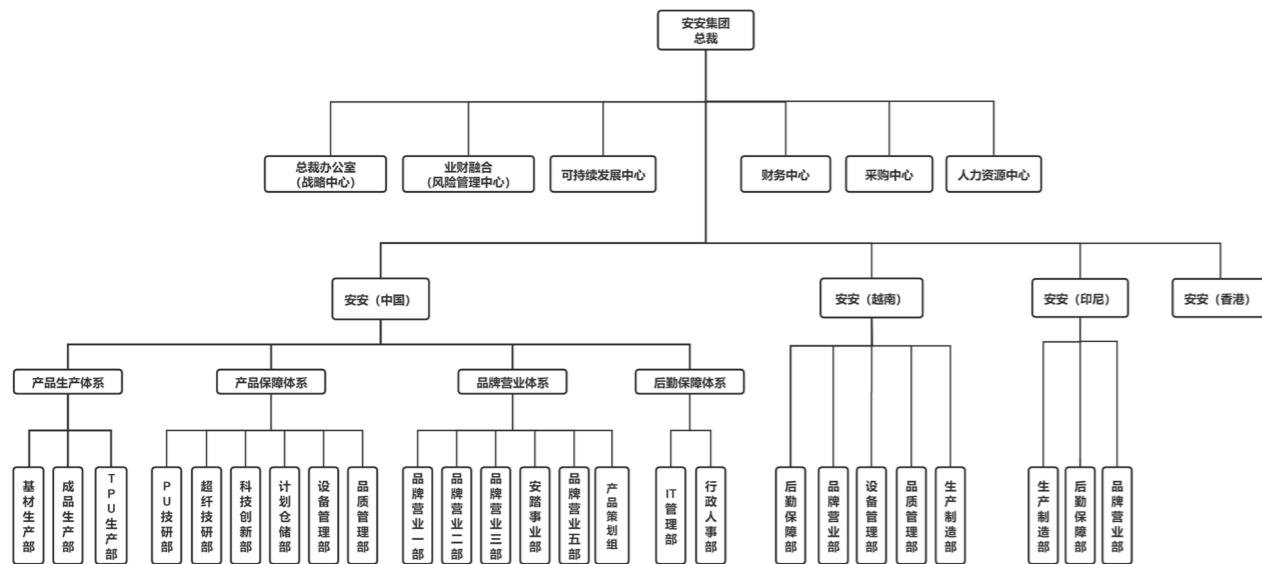 安安集团
总裁
总裁办公室
（战略中心）
业财融合
（风险管理中心）
可持续发展中心
财务中心
采购中心
人力资源中心
安安（中国）
安安（越南）
安安（印尼）
安安（香港）
产品生产体系
产品保障体系
品牌营业体系
后勤保障体系
基材生产部
成品生产部
TPU生产部
PU技研部
超纤技研部
科技创新部
计划仓储部
设备管理部
品质管理部
品牌营业一部
品牌营业二部
品牌营业三部
安踏事业部
品牌营业五部
产品策划组
IT管理部
行政人事部
后勤保障部
品牌营业部
设备管理部
品质管理部
生产制造部
生产制造部
后勤保障部
品牌营业部